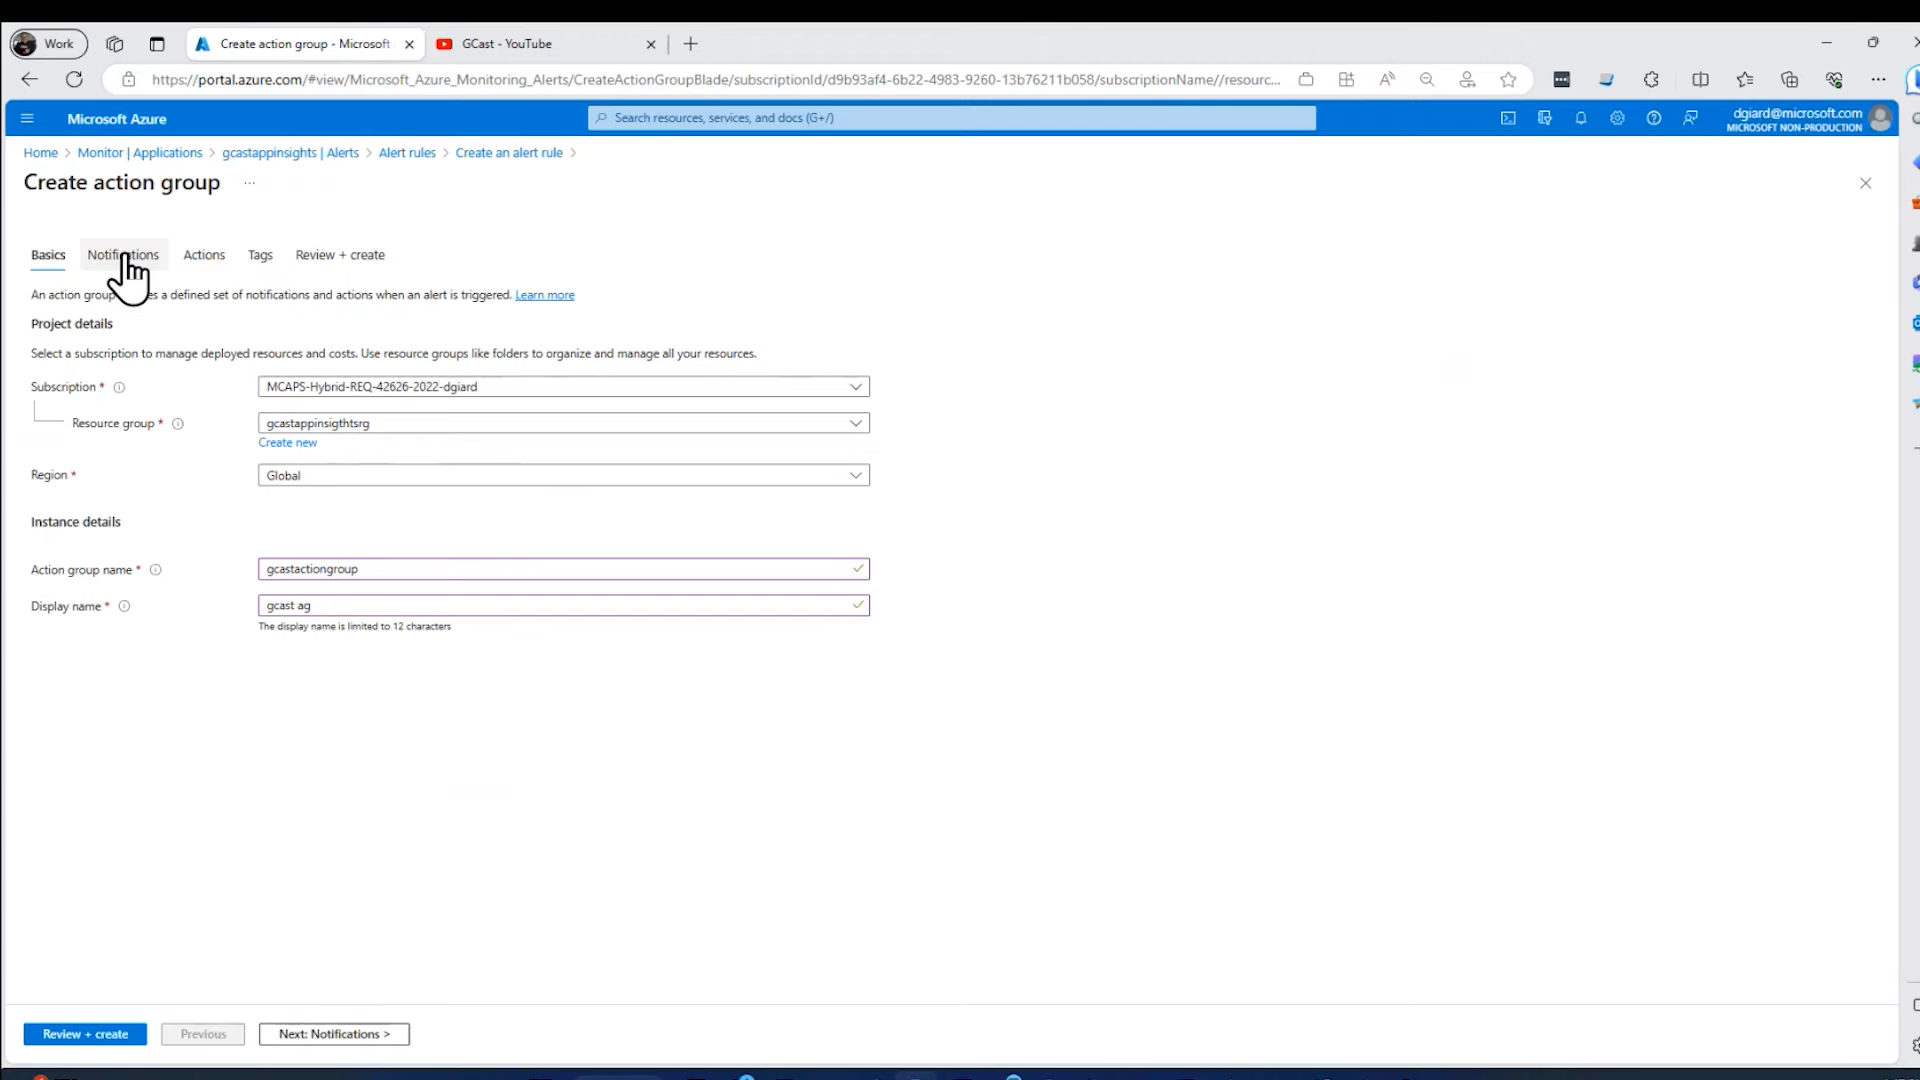 Work
Create action group - Microsoft
GCast - YouTube
https://portal.azure.com/#view/Microsoft_Azure_Monitoring_Alerts/CreateActionGroupBlade/subscriptionId/d9b93af4-6b22-4983-9260-13b76211b058/subscriptionName//resourc...
Microsoft Azure
Search resources, services, and docs (G+/)
dgiard@microsoft.com
MICROSOFT NON-PRODUCTION
Home > Monitor | Applications > gcastappinsights | Alerts > Alert rules > Create an alert rule >
Create action group ...
Basics Notifications Actions Tags Review + create
An action group a defined set of notifications and actions when an alert is triggered. Learn more
Project details
Select a subscription to manage deployed resources and costs. Use resource groups like folders to organize and manage all your resources.
Subscription * MCAPS-Hybrid-REQ-42626-2022-dgiard
Resource group * gcastappinsigthtsrg
Create new
Region * Global
Instance details
Action group name * gcastactiongroup
Display name * gcast ag
The display name is limited to 12 characters
Review + create Previous Next: Notifications >